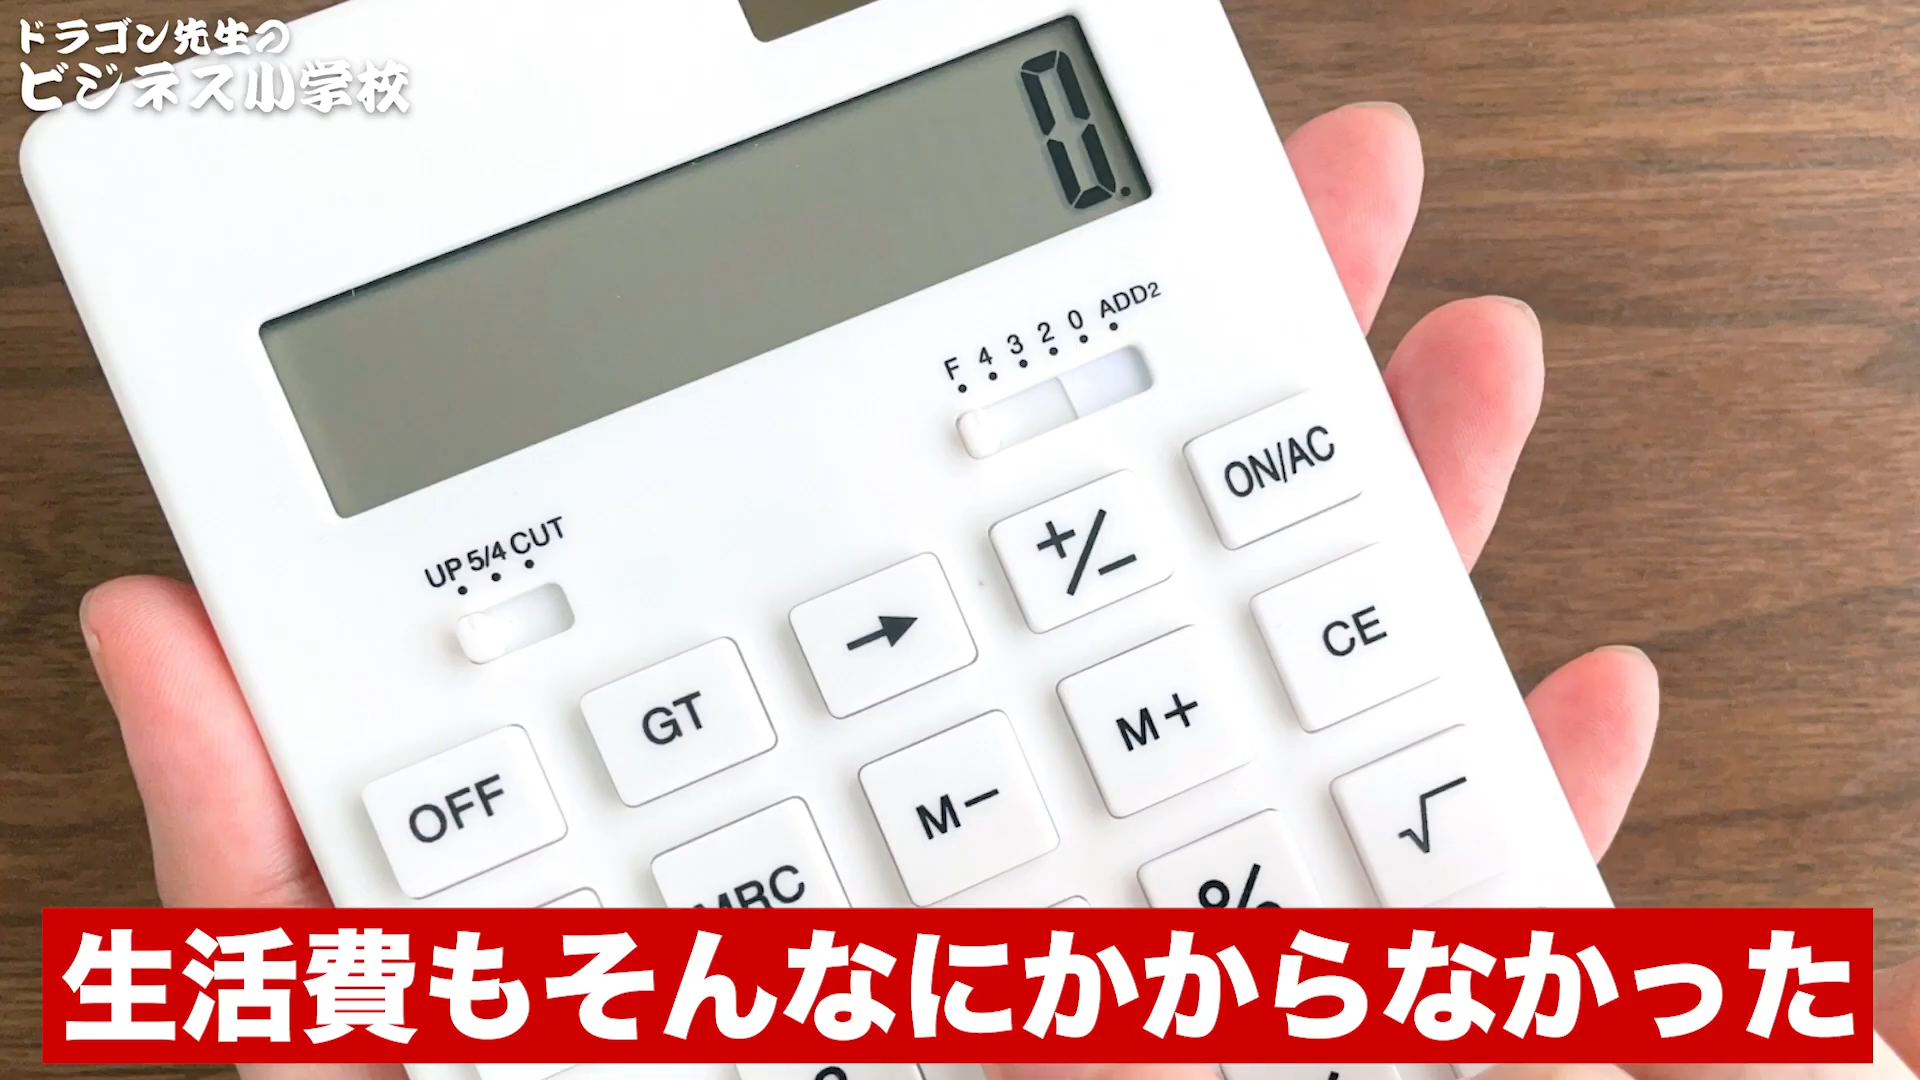 ドラゴン先生の
ビジネス小学校
0.
F 4 3 2 0 ADD2
UP 5/4 CUT
ON/AC
+/−
→
GT
OFF
CE
M+
M−
MRC
√
%
生活費もそんなにかからなかった